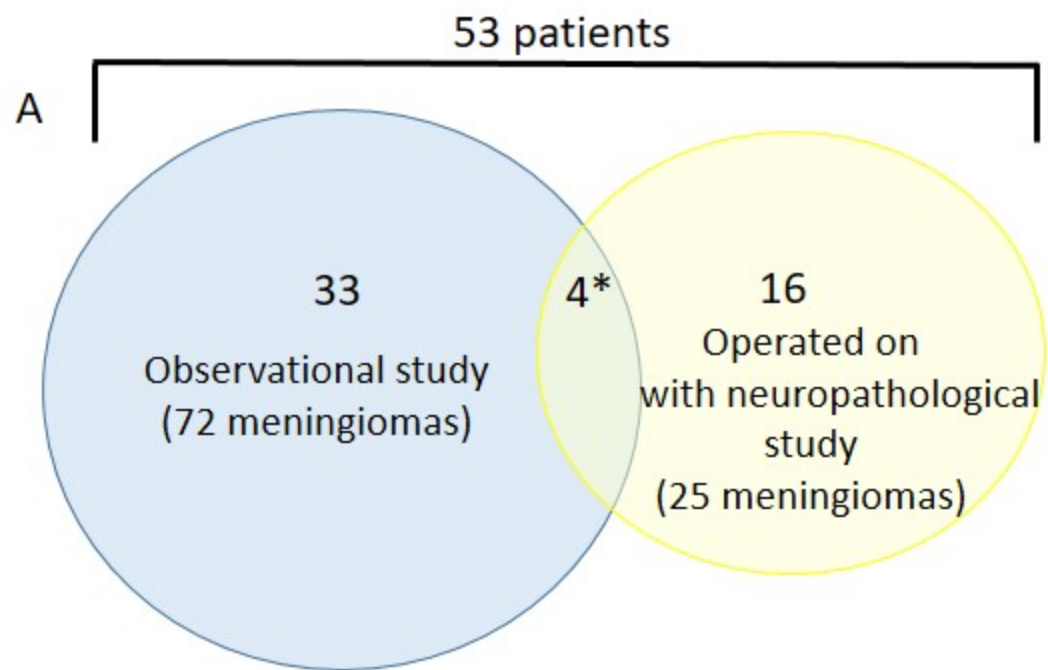 53 patients
A
33
4*
16
Observational study
(72 meningiomas)
Operated on
with neuropathological
study
(25 meningiomas)